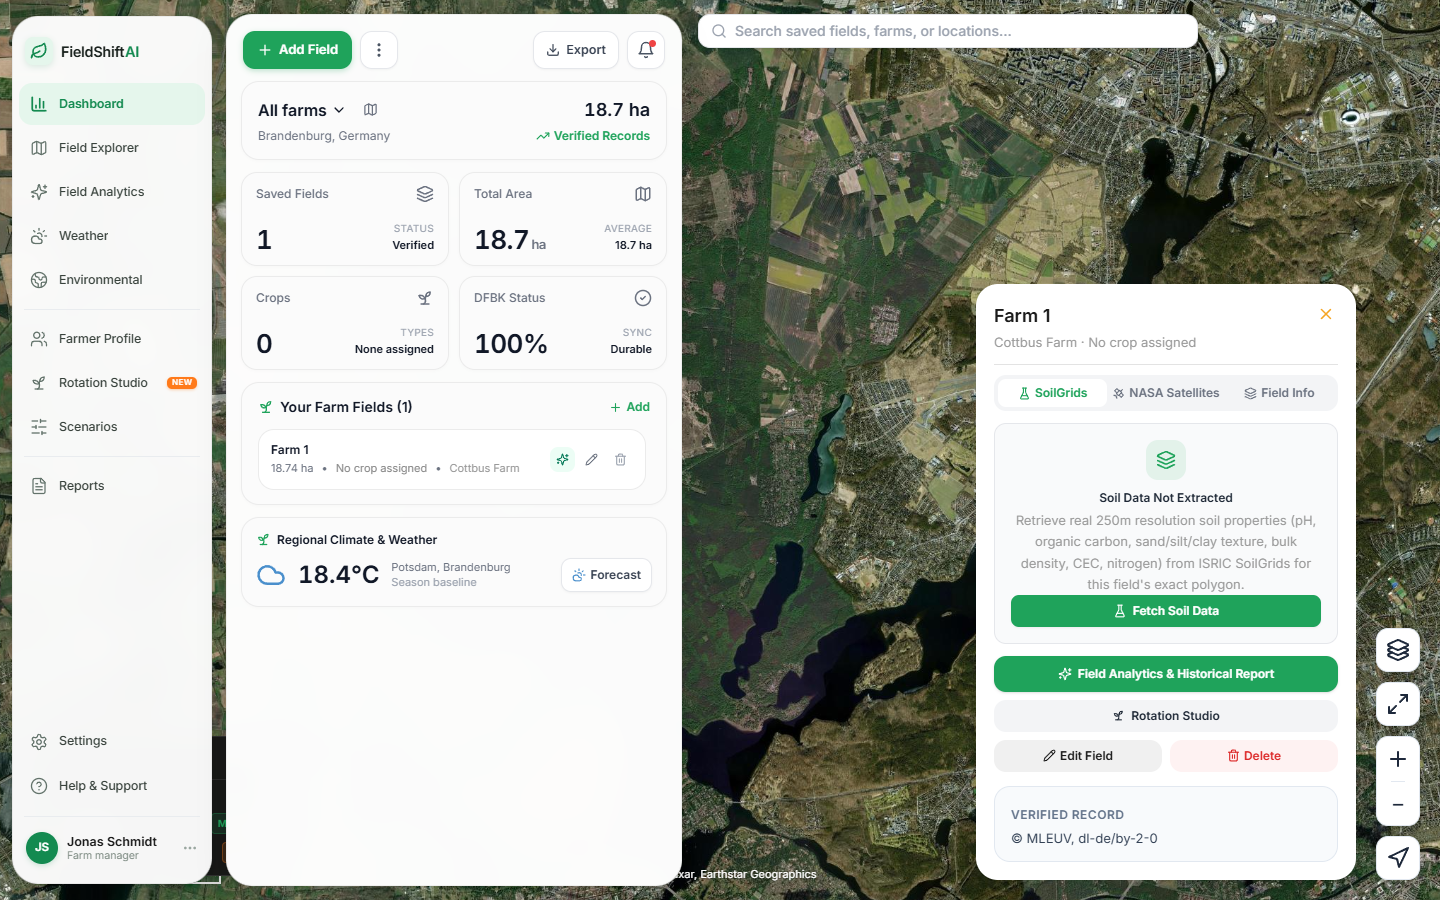 FieldShiftAI
Dashboard
Field Explorer
Field Analytics
Weather
Environmental
Farmer Profile
Rotation Studio NEW
Scenarios
Reports
Settings
Help & Support
JS
Jonas Schmidt
Farm manager
Add Field
Export
All farms
18.7 ha
Brandenburg, Germany
Verified Records
Saved Fields
1
STATUS
Verified
Total Area
18.7 ha
AVERAGE
18.7 ha
Crops
0
TYPES
None assigned
DFBK Status
100%
SYNC
Durable
Your Farm Fields (1)
Add
Farm 1
18.74 ha • No crop assigned • Cottbus Farm
Regional Climate & Weather
18.4°C
Potsdam, Brandenburg
Season baseline
Forecast
Search saved fields, farms, or locations...
Farm 1
Cottbus Farm · No crop assigned
SoilGrids
NASA Satellites
Field Info
Soil Data Not Extracted
Retrieve real 250m resolution soil properties (pH,
organic carbon, sand/silt/clay texture, bulk
density, CEC, nitrogen) from ISRIC SoilGrids for
this field's exact polygon.
Fetch Soil Data
Field Analytics & Historical Report
Rotation Studio
Edit Field
Delete
VERIFIED RECORD
© MLEUV, dl-de/by-2-0
Earthstar Geographics